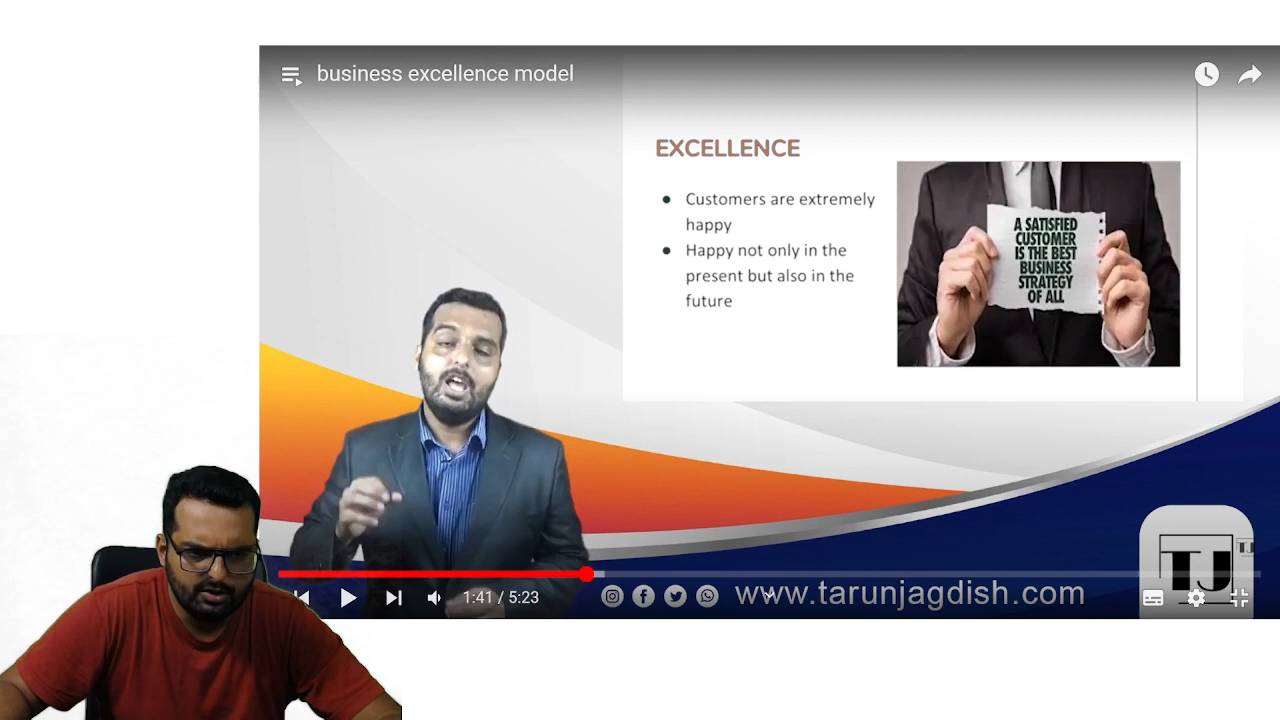 business excellence model
EXCELLENCE
● Customers are extremely
happy
● Happy not only in the
present but also in the
future
A SATISFIED
CUSTOMER
IS THE BEST
BUSINESS
STRATEGY
OF ALL
TJ
TJ
1:41 / 5:23
www.tarunjagdish.com